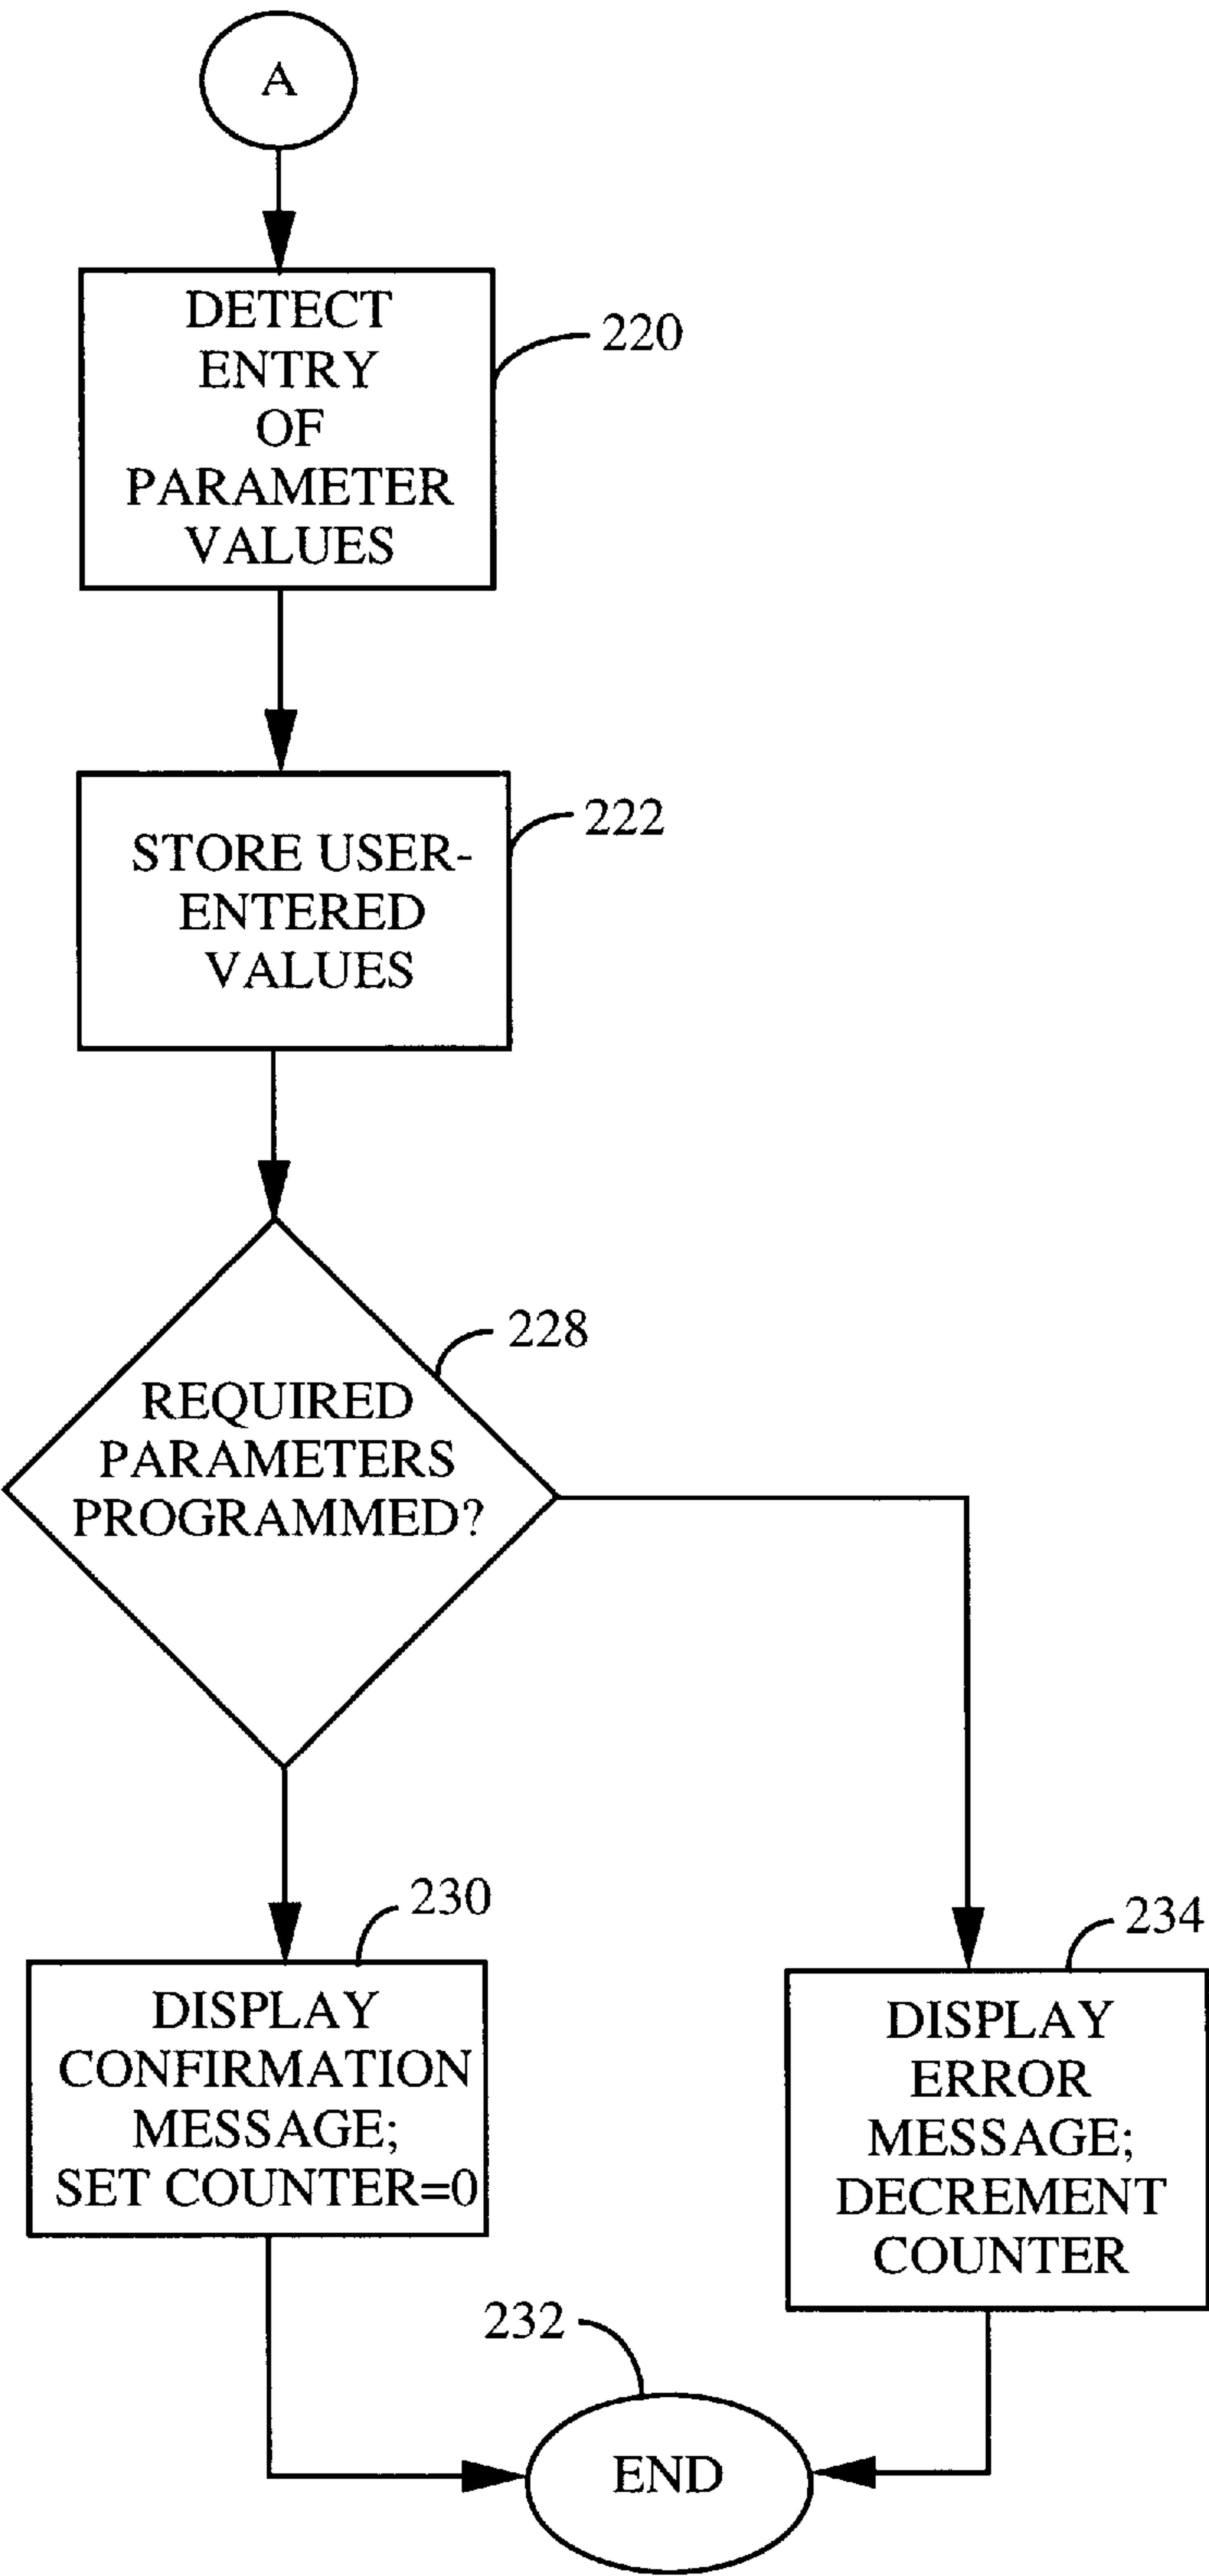 A
DETECT
ENTRY
OF
PARAMETER
VALUES
220
STORE USER-
ENTERED
VALUES
222
228
REQUIRED
PARAMETERS
PROGRAMMED?
230
DISPLAY
CONFIRMATION
MESSAGE;
SET COUNTER=0
234
DISPLAY
ERROR
MESSAGE;
DECREMENT
COUNTER
232
END